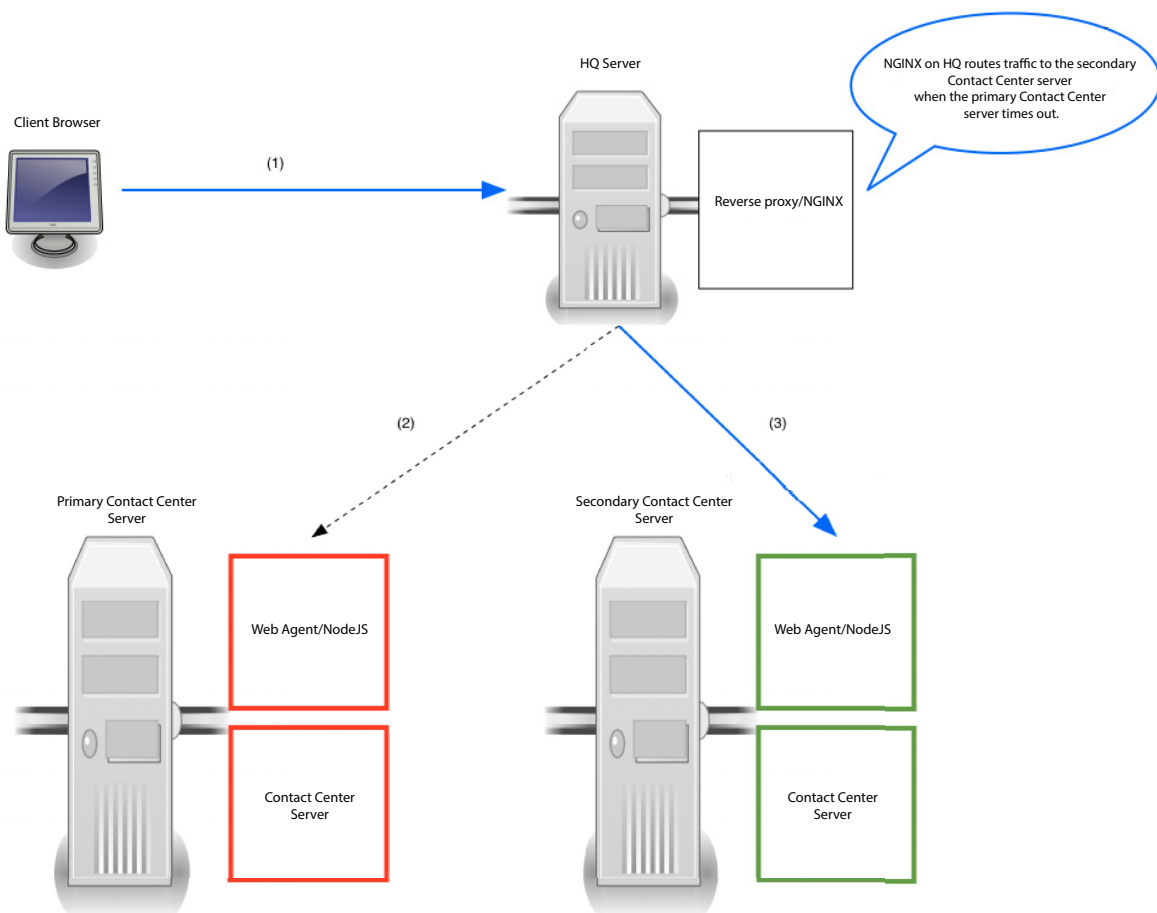 HQ Server
NGINX on HQ routes traffic to the secondary
Contact Center server
when the primary Contact Center
server times out.
Client Browser
(1)
Reverse proxy/NGINX
(2)
(3)
Primary Contact Center
Server
Secondary Contact Center
Server
Web Agent/NodeJS
Web Agent/NodeJS
Contact Center
Server
Contact Center
Server